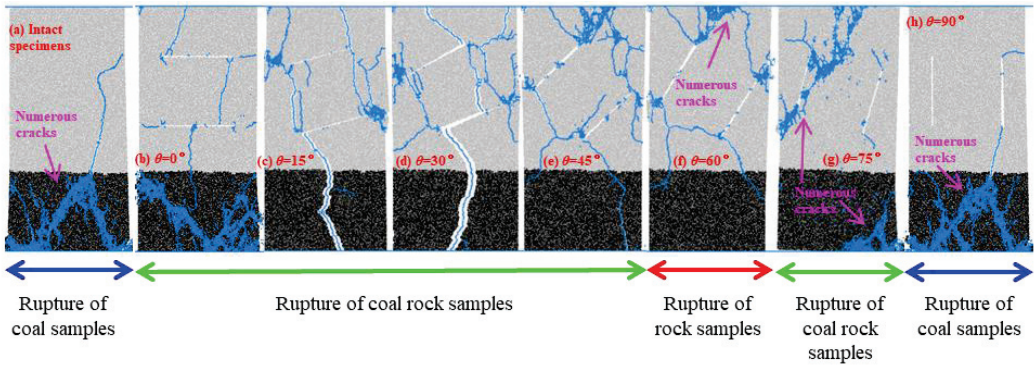 (a) Intact
specimens
Numerous
cracks
(b) θ=0°
(c) θ=15°
(d) θ=30°
(e) θ=45°
Numerous
cracks
(f) θ=60°
(g) θ=75°
Numerous
cracks
(h) θ=90°
Numerous
cracks
Rupture of
coal samples
Rupture of coal rock samples
Rupture of
rock samples
Rupture of
coal rock
samples
Rupture of
coal samples